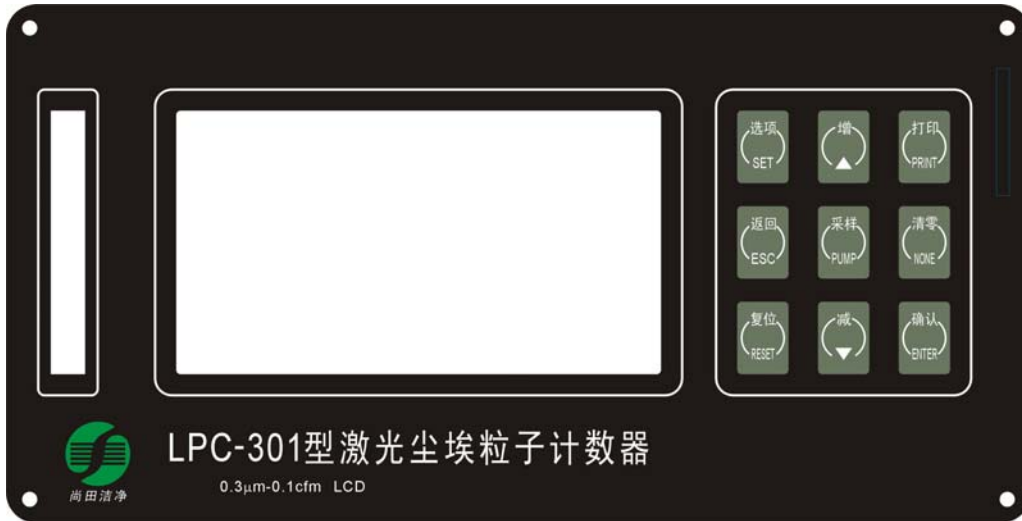 选项
SET
增
打印
PRINT
返回
ESC
采样
PUMP
清零
NONE
复位
RESET
减
确认
ENTER
LPC-301型激光尘埃粒子计数器
0.3μm-0.1cfm LCD
尚田洁净